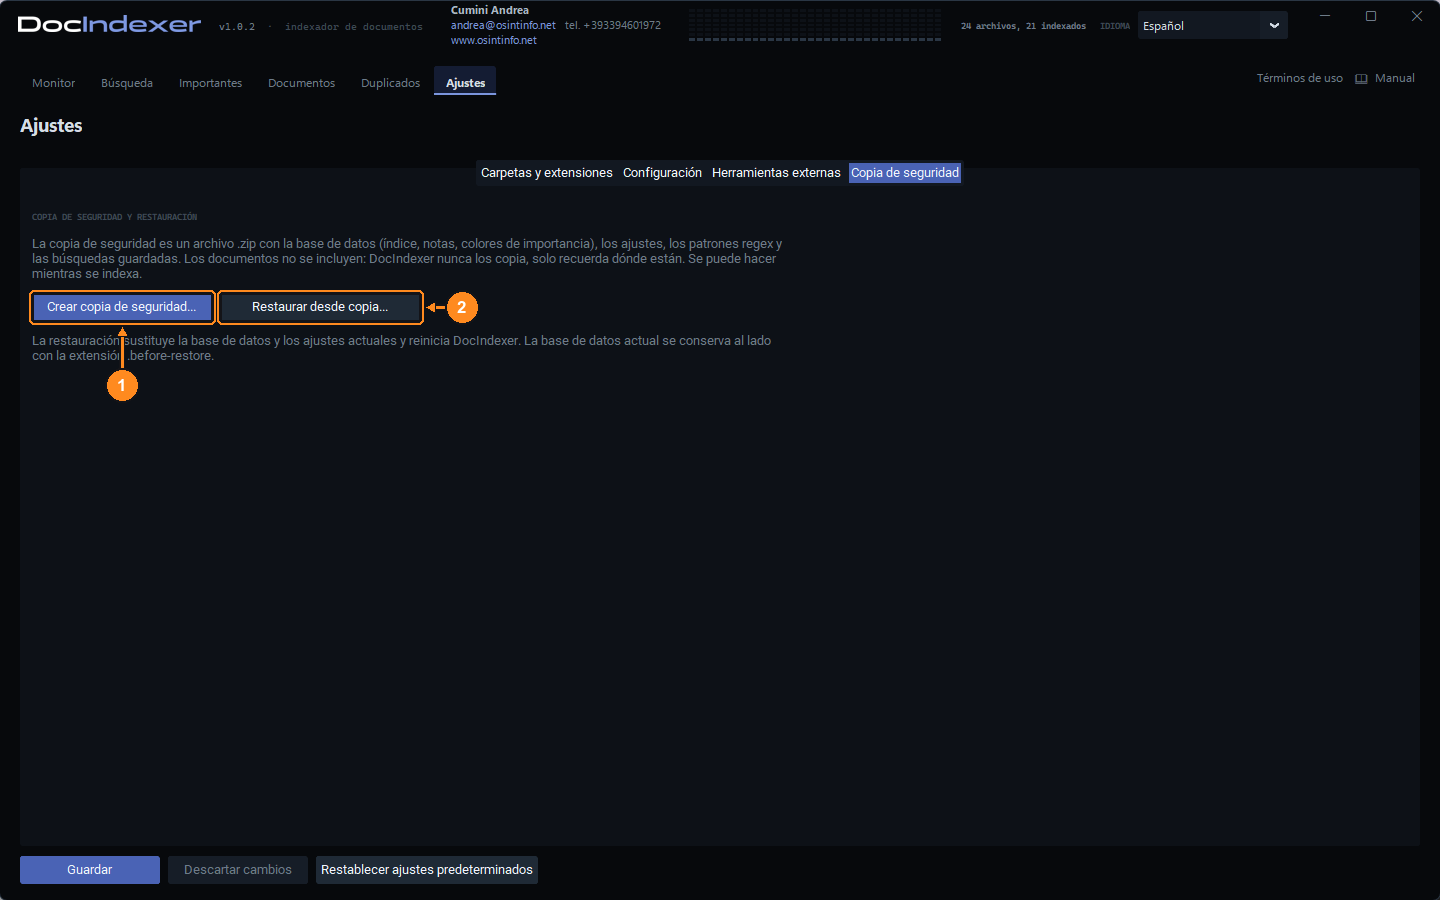 DocIndexer v1.0.2 · indexador de documentos
Cumini Andrea
andrea@osintinfo.net tel. +393394601972
www.osintinfo.net
24 archivos, 21 indexados IDIOMA Español
Monitor Búsqueda Importantes Documentos Duplicados Ajustes
Términos de uso Manual
Ajustes
Carpetas y extensiones Configuración Herramientas externas Copia de seguridad
COPIA DE SEGURIDAD Y RESTAURACIÓN
La copia de seguridad es un archivo .zip con la base de datos (índice, notas, colores de importancia), los ajustes, los patrones regex y
las búsquedas guardadas. Los documentos no se incluyen: DocIndexer nunca los copia, solo recuerda dónde están. Se puede hacer
mientras se indexa.
Crear copia de seguridad... Restaurar desde copia... 2
La restauración sustituye la base de datos y los ajustes actuales y reinicia DocIndexer. La base de datos actual se conserva al lado
con la extensión .before-restore.
1
Guardar Descartar cambios Restablecer ajustes predeterminados